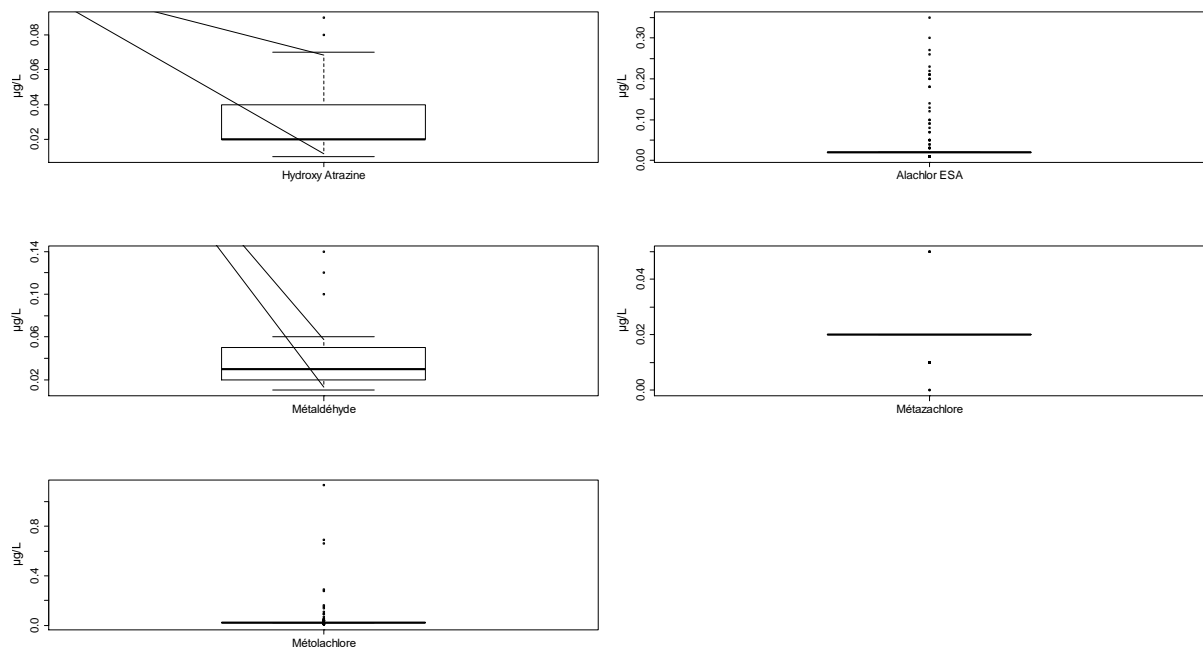 µg/L
0.08
0.06
0.04
0.02
Hydroxy Atrazine
µg/L
0.30
0.20
0.10
0.00
Alachlor ESA
µg/L
0.14
0.10
0.06
0.02
Métaldéhyde
µg/L
0.04
0.02
0.00
Métazachlore
µg/L
0.8
0.4
0.0
Métolachlore